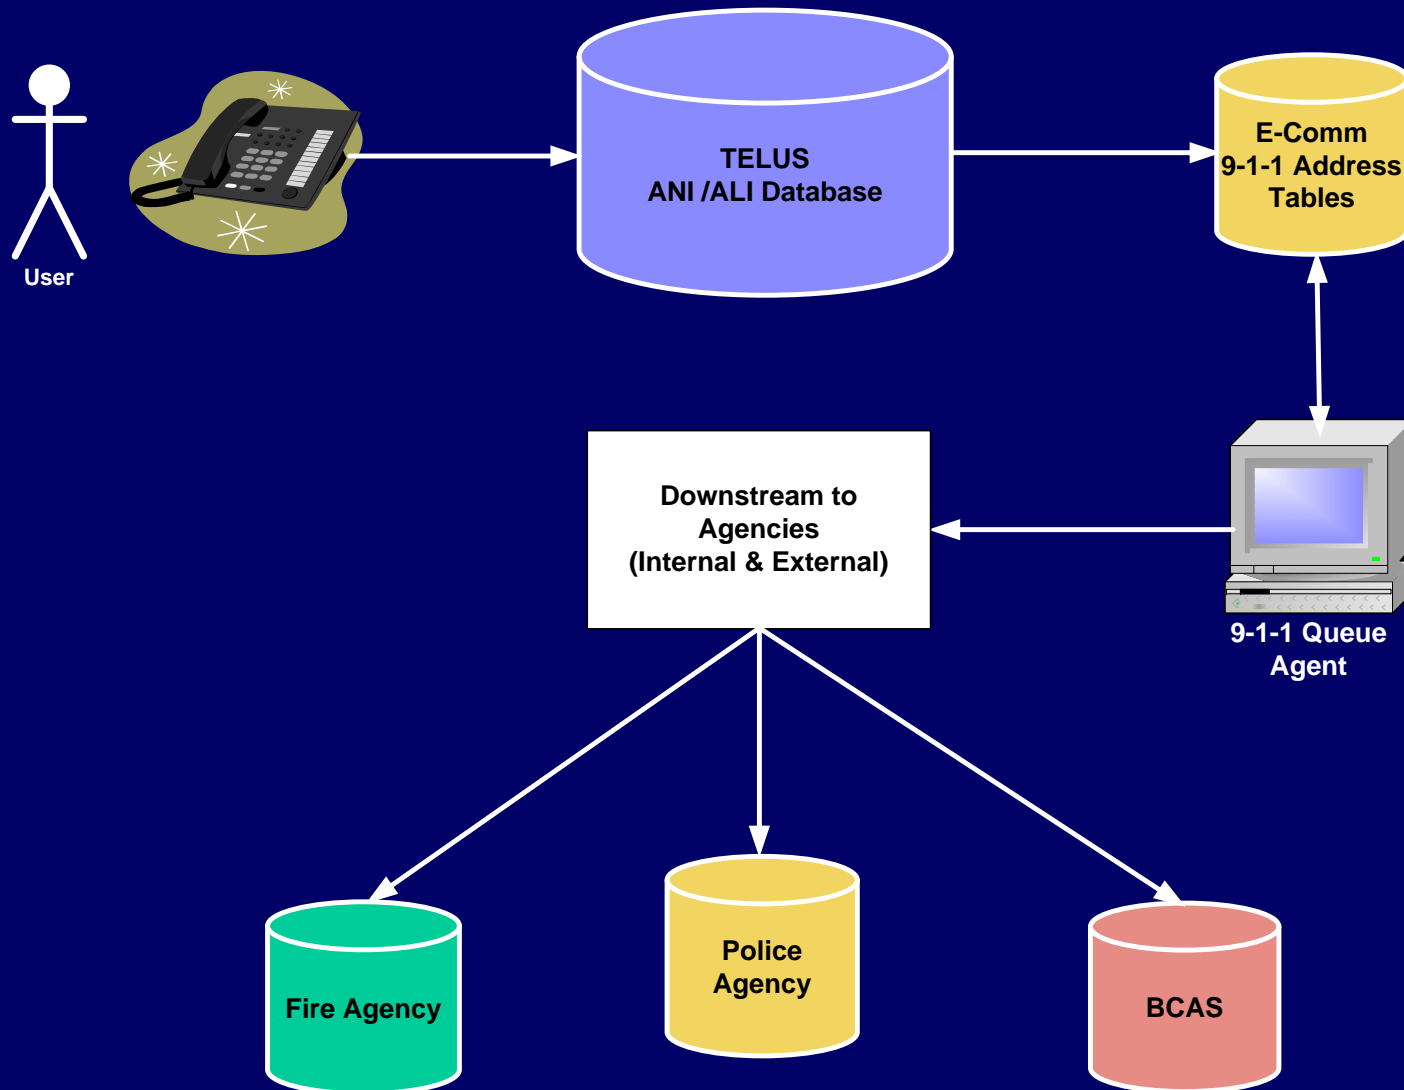 User
TELUS
ANI /ALI Database
E-Comm
9-1-1 Address
Tables
Downstream to
Agencies
(Internal & External)
9-1-1 Queue
Agent
Fire Agency
Police
Agency
BCAS